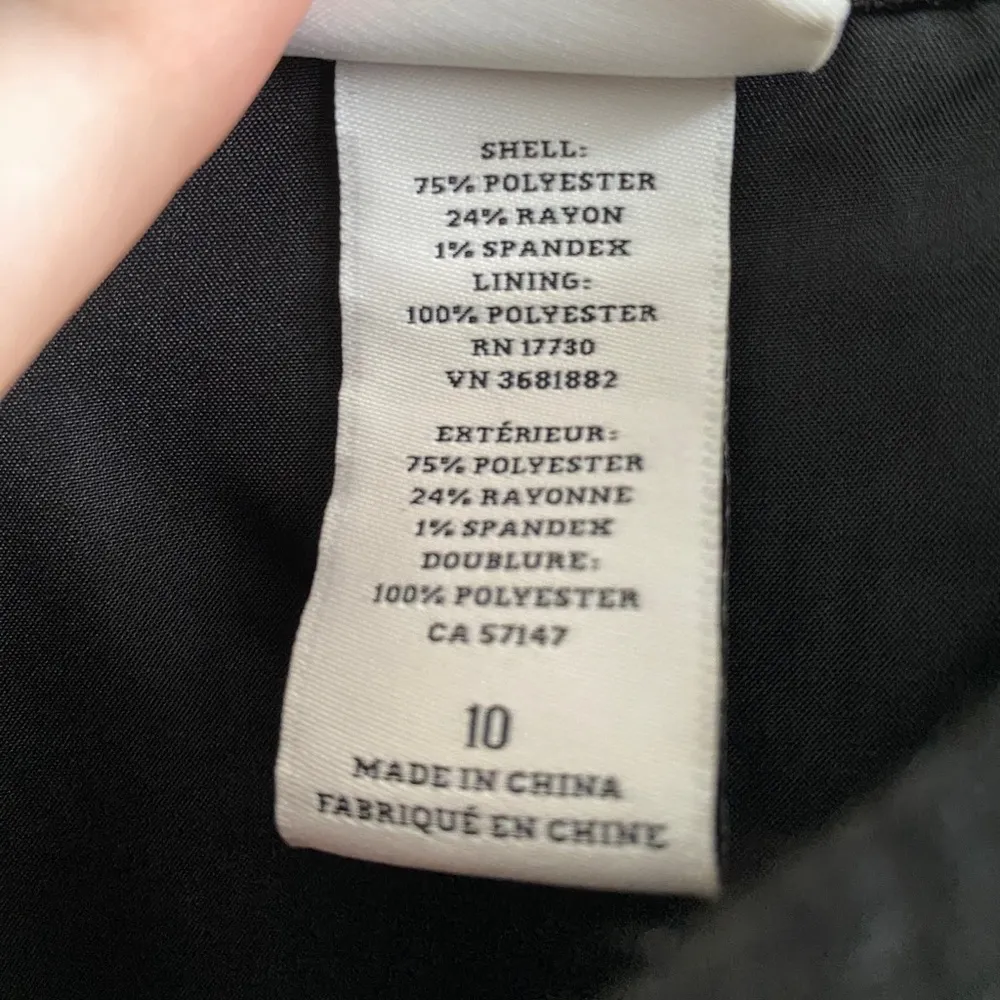 SHELL:
75% POLYESTER
24% RAYON
1% SPANDEX
LINING:
100% POLYESTER
RN 17730
VN 3681882
EXTÉRIEUR:
75% POLYESTER
24% RAYONNE
1% SPANDEX
DOUBLURE:
100% POLYESTER
CA 57147
10
MADE IN CHINA
FABRIQUÉ EN CHINE